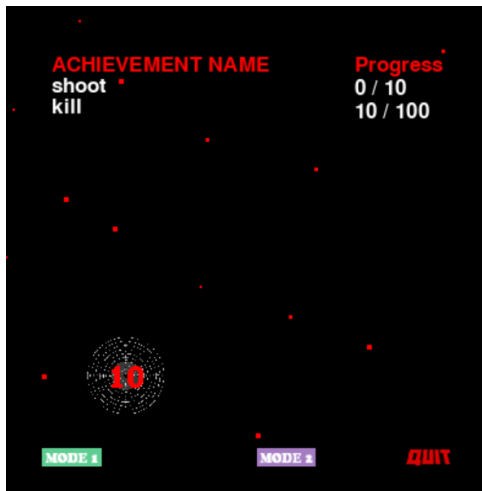 ACHIEVEMENT NAME Progress
shoot 0 / 10
kill 10 / 100
10
MODE 1 MODE 2 QUIT